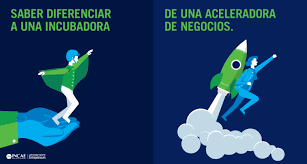 SABER DIFERENCIAR
A UNA INCUBADORA
DE UNA ACELERADORA
DE NEGOCIOS.
INCAE